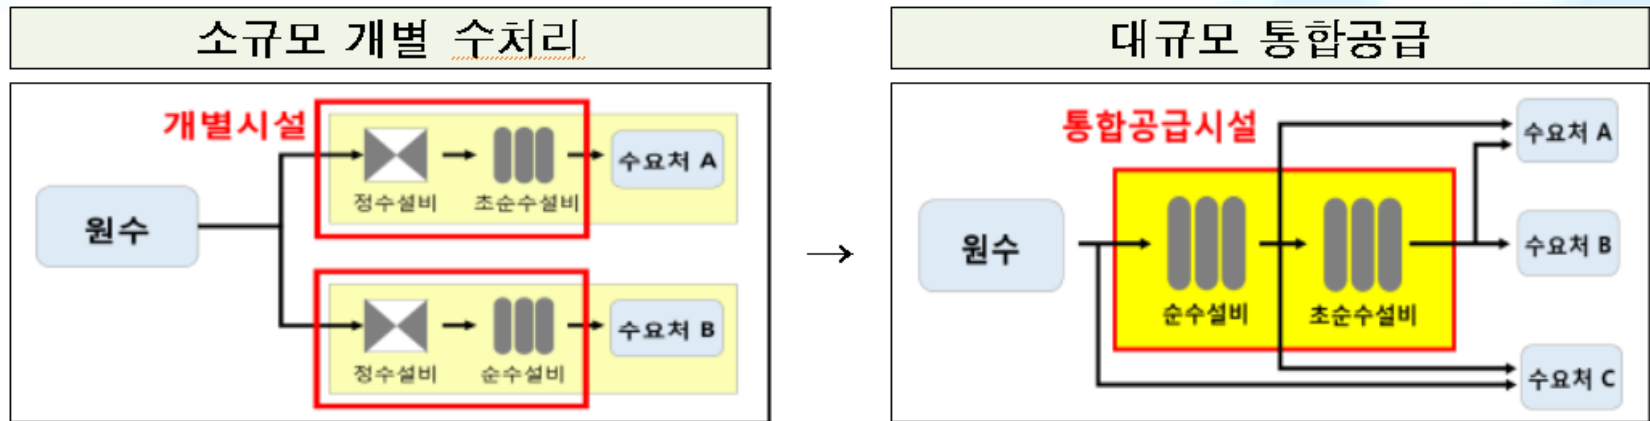 소규모 개별 수처리
개별시설
원수
정수설비
초순수설비
수요처 A
정수설비
순수설비
수요처 B
→
대규모 통합공급
통합공급시설
원수
순수설비
초순수설비
수요처 A
수요처 B
수요처 C